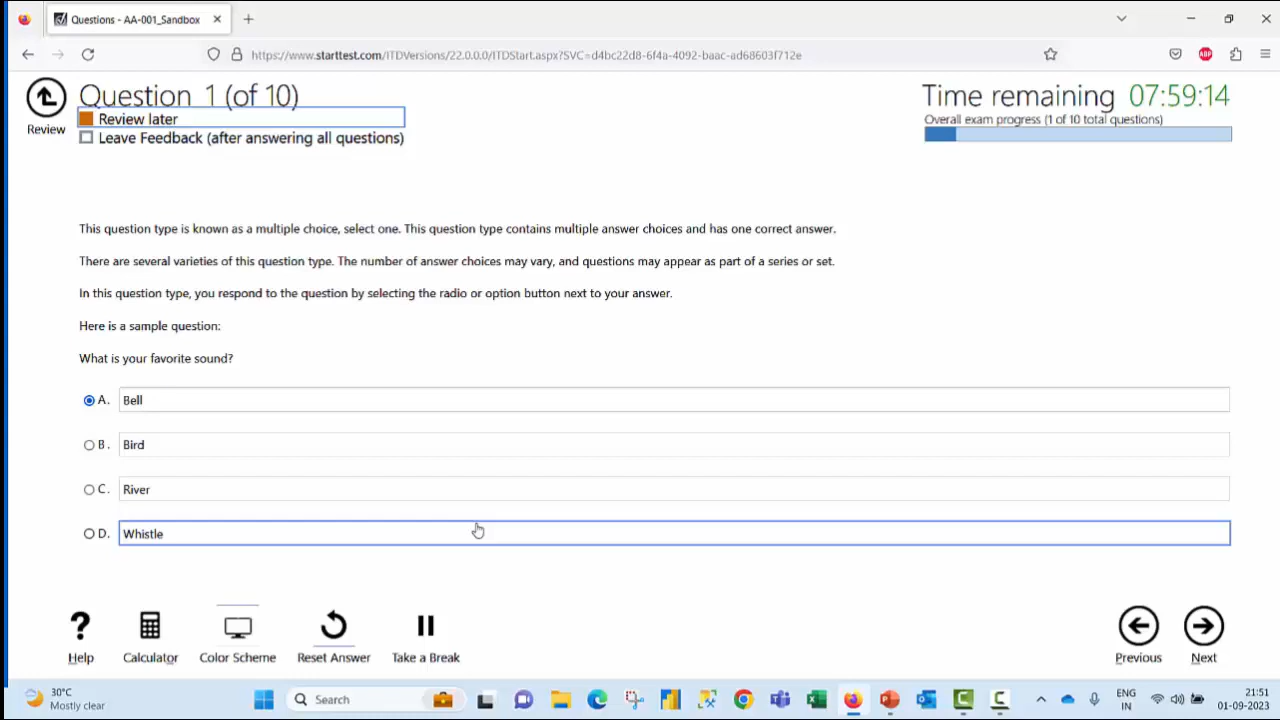 Questions - AA-001_Sandbox
https://www.starttest.com/ITDVersions/22.0.0.0/ITDStart.aspx?SVC=d4bc22d8-6f4a-4092-baac-ad68603f712e
ABP
Question 1 (of 10)
Time remaining 07:59:14
Review later
Overall exam progress (1 of 10 total questions)
Review
Leave Feedback (after answering all questions)
This question type is known as a multiple choice, select one. This question type contains multiple answer choices and has one correct answer.
There are several varieties of this question type. The number of answer choices may vary, and questions may appear as part of a series or set.
In this question type, you respond to the question by selecting the radio or option button next to your answer.
Here is a sample question:
What is your favorite sound?
A. Bell
B. Bird
C. River
D. Whistle
Help
Calculator
Color Scheme
Reset Answer
Take a Break
Previous
Next
30°C
Mostly clear
Search
ENG
IN
21:51
01-09-2023